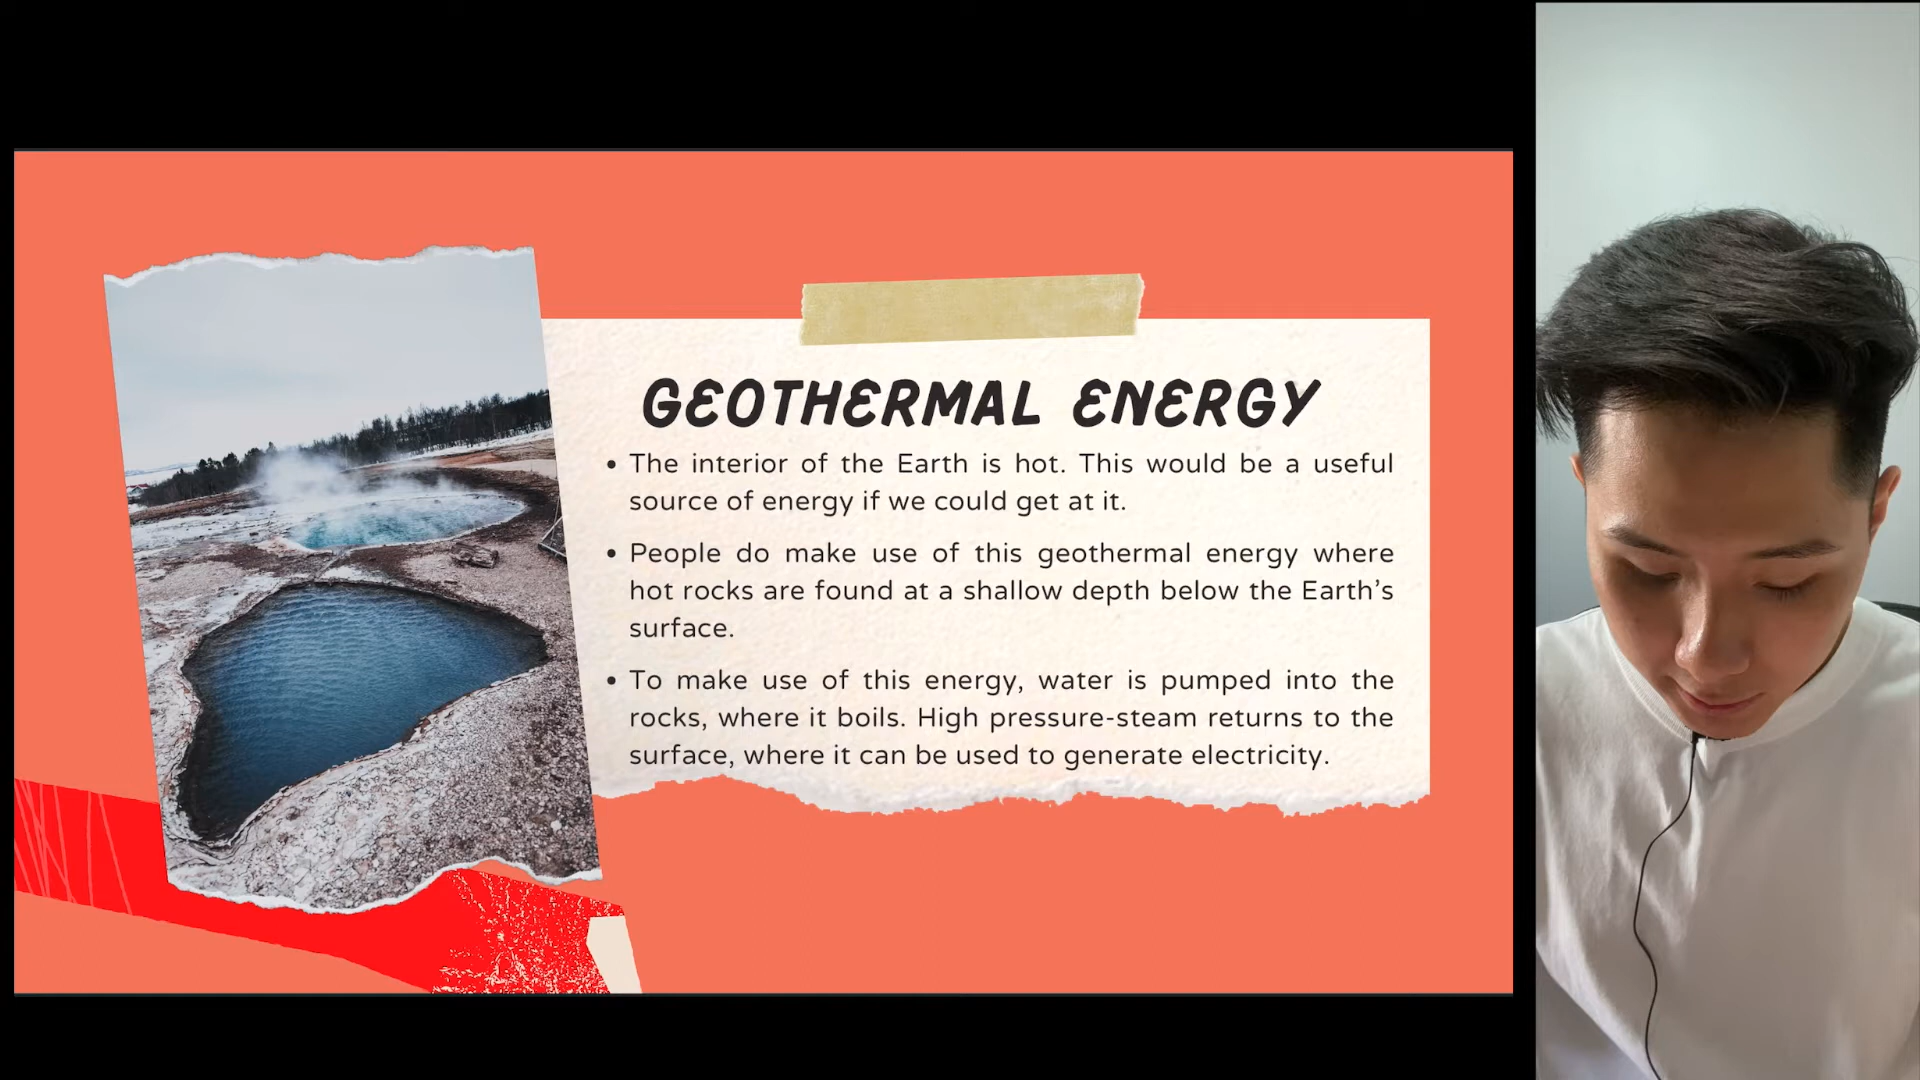 GEOTHERMAL ENERGY
• The interior of the Earth is hot. This would be a useful
source of energy if we could get at it.
• People do make use of this geothermal energy where
hot rocks are found at a shallow depth below the Earth’s
surface.
• To make use of this energy, water is pumped into the
rocks, where it boils. High pressure-steam returns to the
surface, where it can be used to generate electricity.